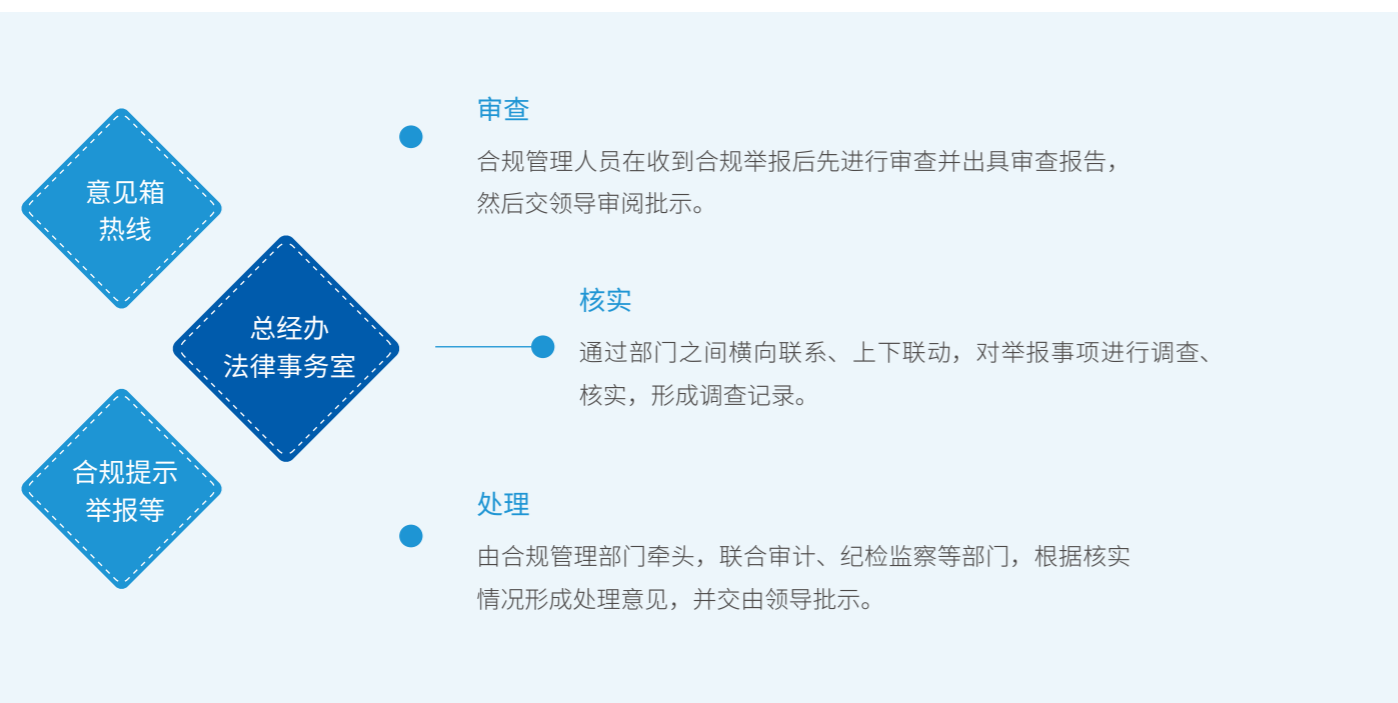 意见箱
热线
总经办
法律事务室
合规提示
举报等
审查
合规管理人员在收到合规举报后先进行审查并出具审查报告，
然后交领导审阅批示。
核实
通过部门之间横向联系、上下联动，对举报事项进行调查、
核实，形成调查记录。
处理
由合规管理部门牵头，联合审计、纪检监察等部门，根据核实
情况形成处理意见，并交由领导批示。